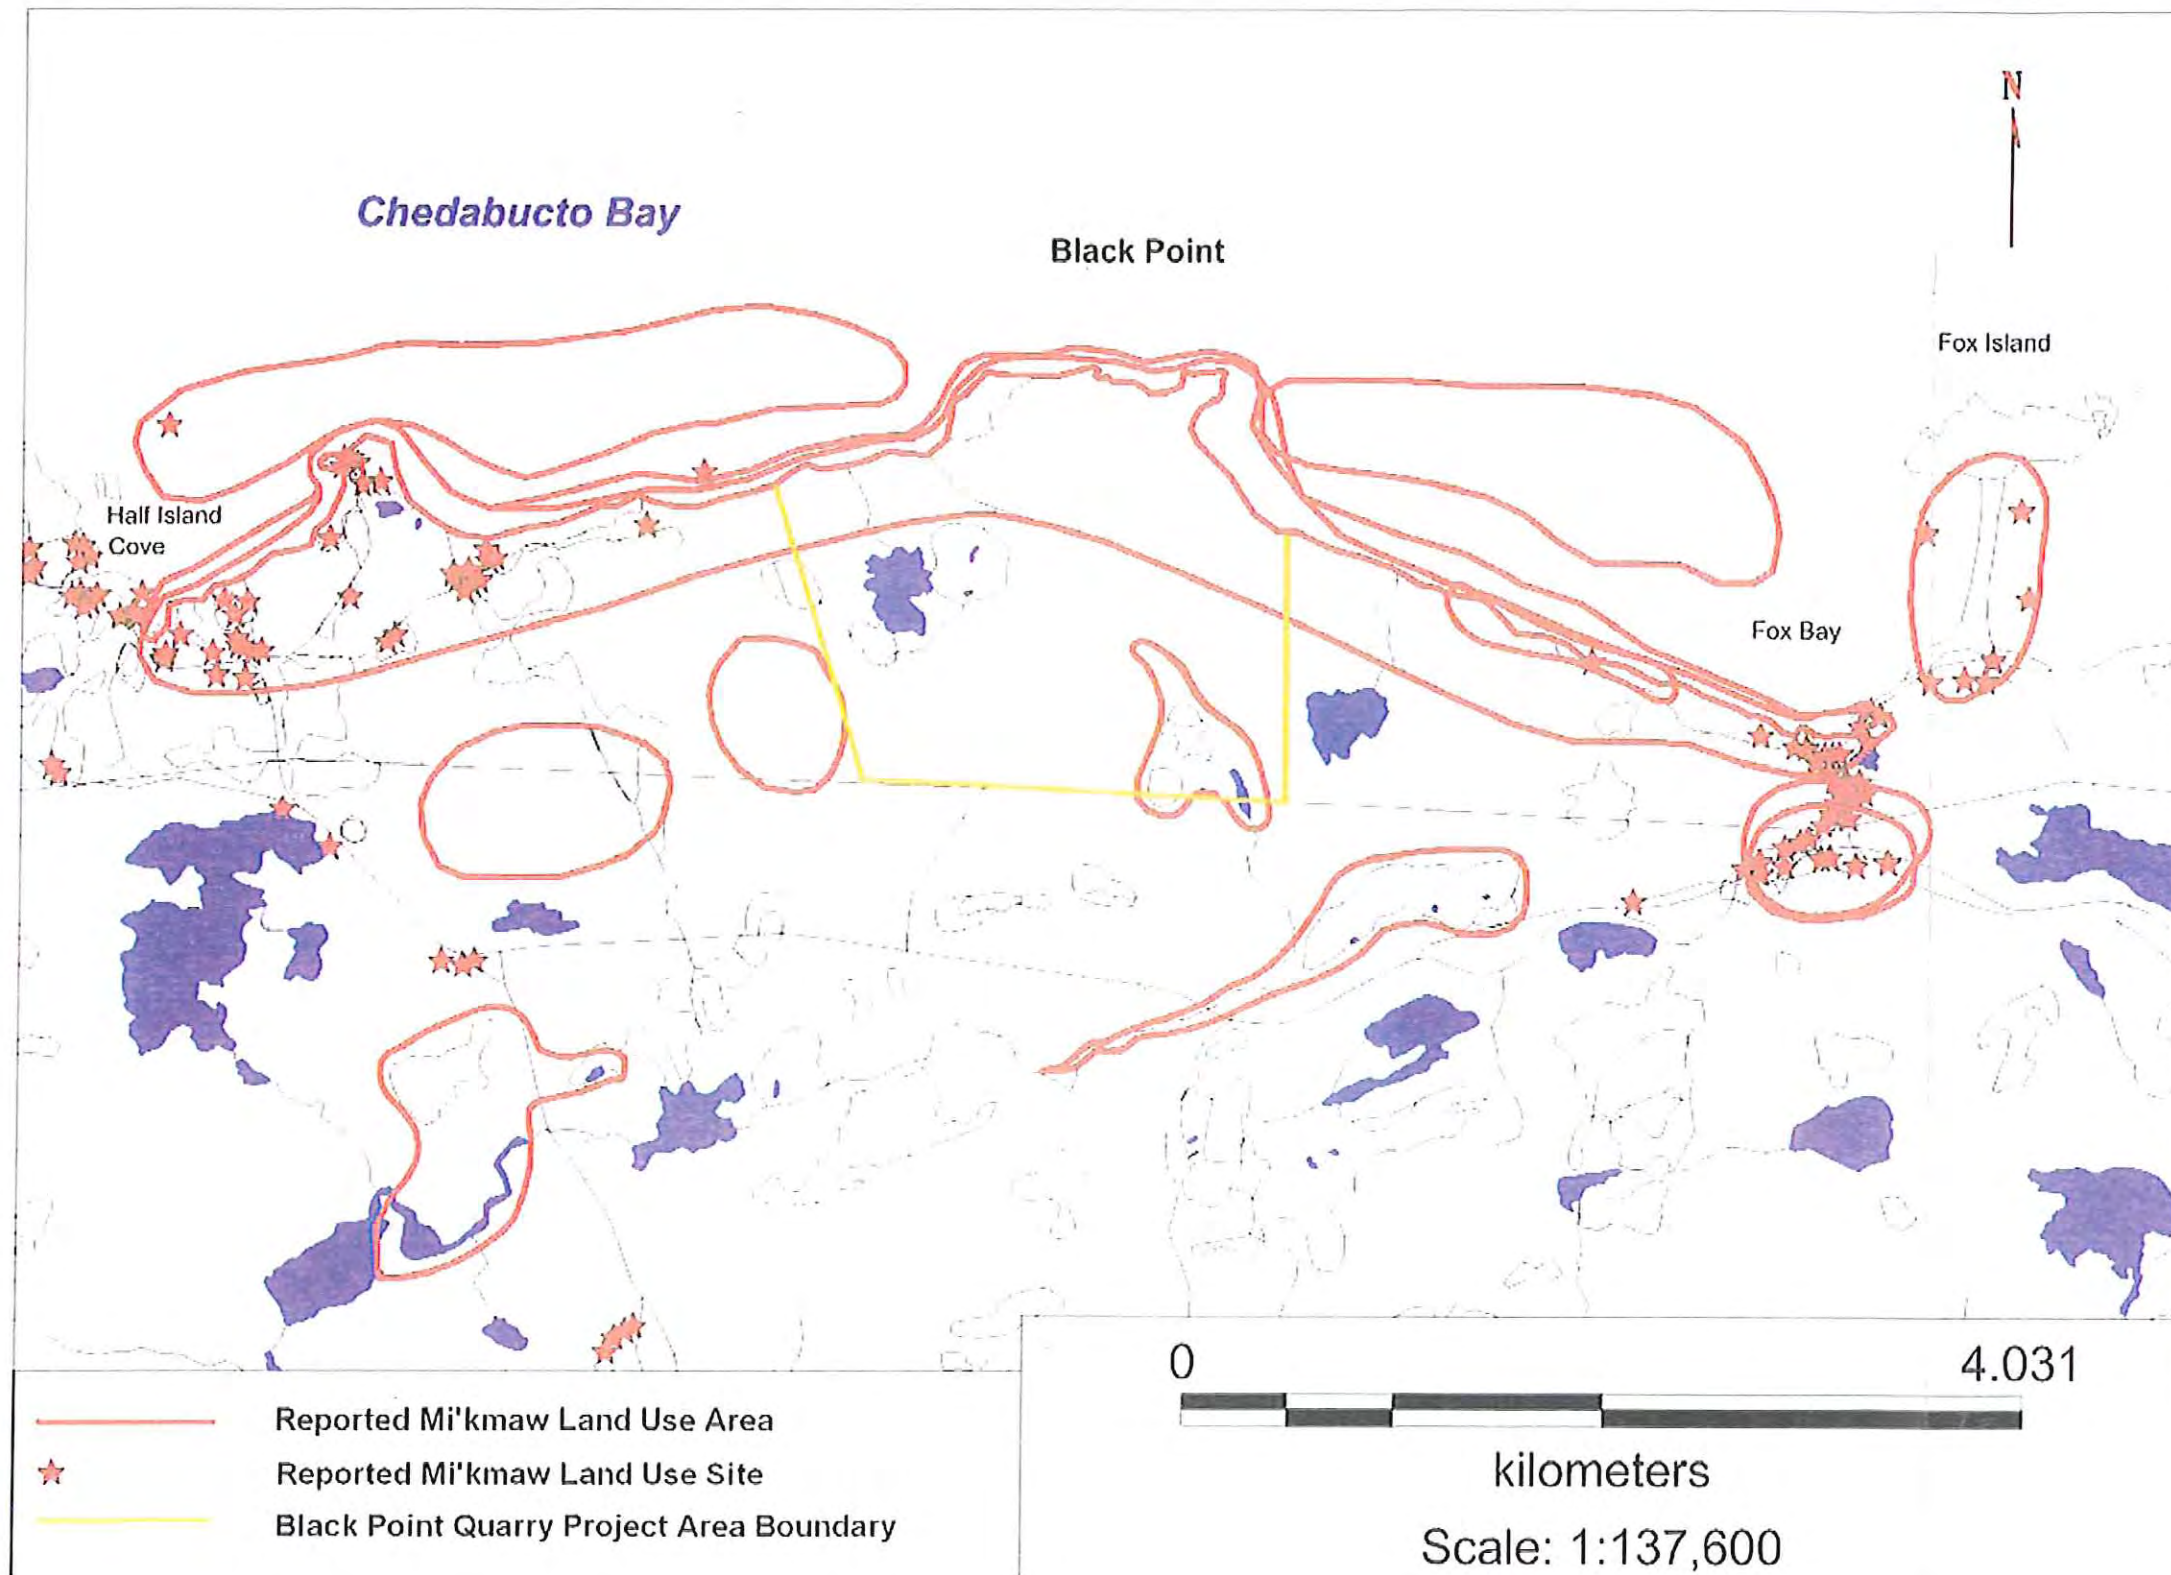 N
Chedabucto Bay
Black Point
Fox Island
Half Island
Cove
Fox Bay
0 4.031
kilometers
Scale: 1:137,600
Reported Mi'kmaw Land Use Area
Reported Mi'kmaw Land Use Site
Black Point Quarry Project Area Boundary